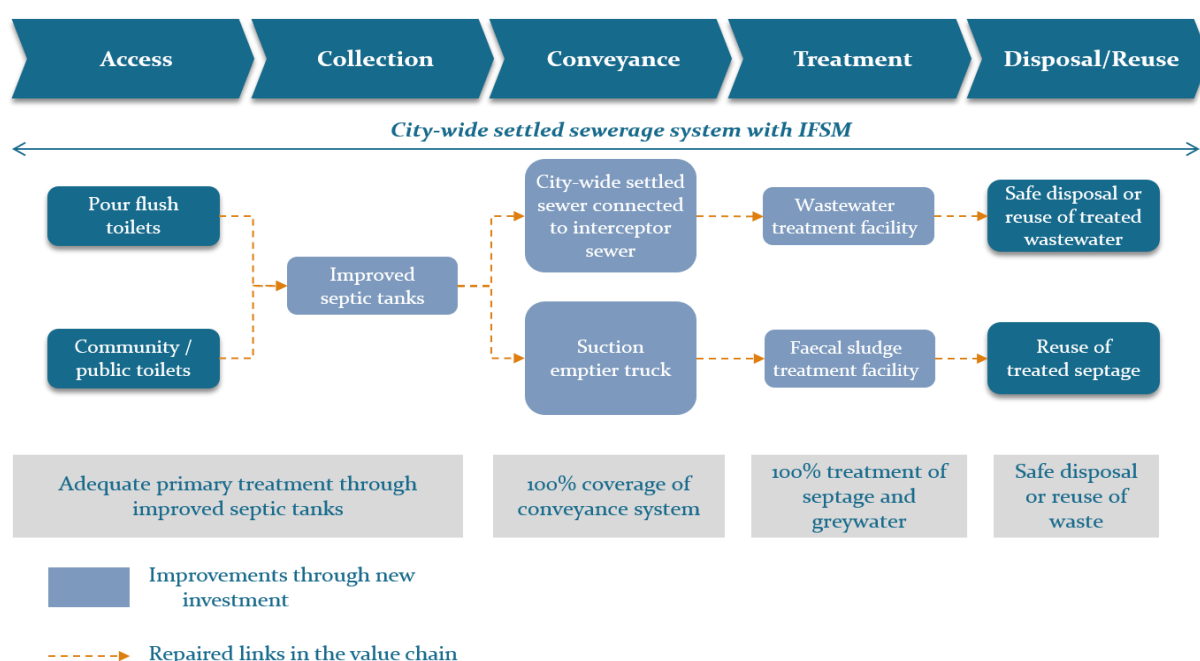 Access
Collection
Conveyance
Treatment
Disposal/Reuse
City-wide settled sewerage system with IFSM
Pour flush
toilets
Community /
public toilets
Improved
septic tanks
City-wide settled
sewer connected
to interceptor
sewer
Suction
emptier truck
Wastewater
treatment facility
Faecal sludge
treatment facility
Safe disposal or
reuse of treated
wastewater
Reuse of
treated septage
Adequate primary treatment through
improved septic tanks
100% coverage of
conveyance system
100% treatment of
septage and
greywater
Safe disposal
or reuse of
waste
Improvements through new
investment
Repaired links in the value chain